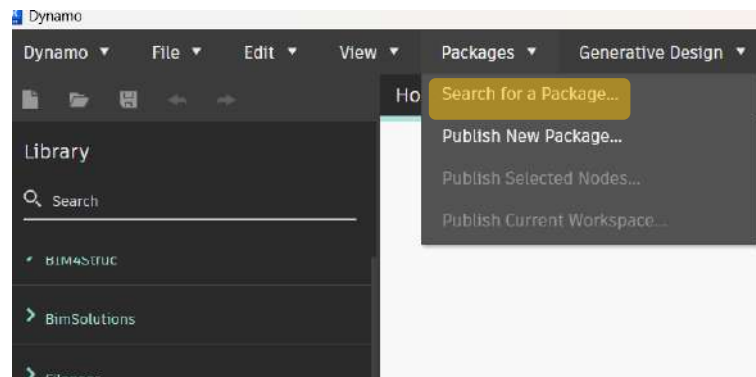 Dynamo
Dynamo ▼ File ▼ Edit ▼ View ▼ Packages ▼ Generative Design ▼
Ho
Search for a Package...
Library
Publish New Package...
Publish Selected Nodes...
Search
Publish Current Workspace...
BIM4Struc
BimSolutions